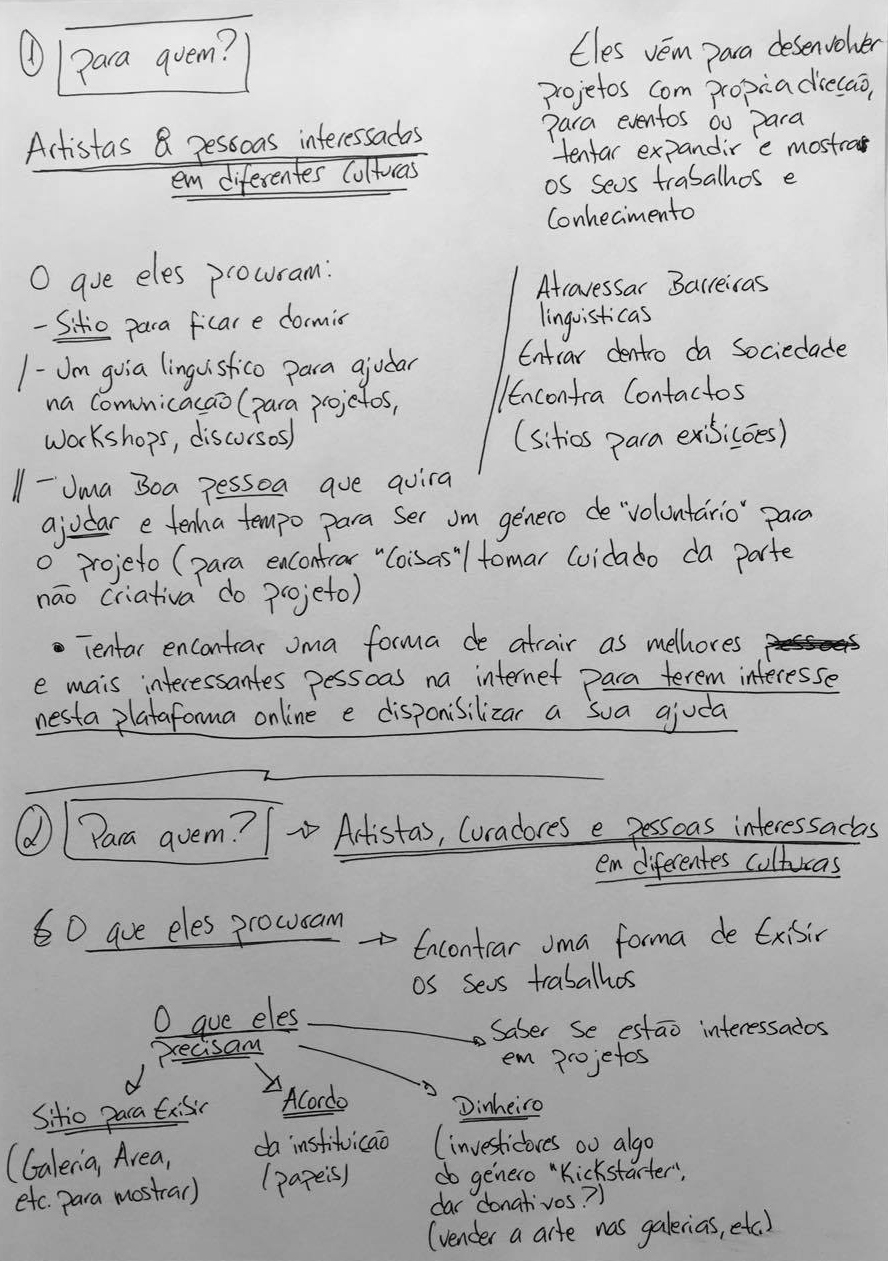 ① Para quem?
Artistas & pessoas interessadas
em diferentes Culturas
Eles vêm para desenvolver
projetos com própria direcção,
para eventos ou para
tentar expandir e mostrar
os seus trabalhos e
Conhecimento
O que eles procuram:
- Sitio para ficar e dormir
/ - Um guia linguistico para ajudar
na Comunicação (para projetos,
workshops, discursos)
Atravessar Barreiras
linguisticas
Entrar dentro da Sociedade
// Encontra Contactos
(sitios para exibições)
// - Uma Boa pessoa que quira
ajudar e tenha tempo para Ser um género de "voluntário" para
o projeto (para encontrar "Coisas" / tomar Cuidado da parte
não Criativa do projeto)
• Tentar encontrar uma forma de atrair as melhores pessoas
e mais interessantes pessoas na internet para terem interesse
nesta plataforma online e disponibilizar a sua ajuda
② Para quem? → Artistas, Curadores e pessoas interessadas
em diferentes culturas
O que eles procuram → Encontrar uma forma de Exibir
os Seus trabalhos
O que eles
precisam
Saber Se estão interessados
em projetos
Sitio para Exibir
(Galeria, Area,
etc. para mostrar)
Acordo
da instituição
(papeis)
Dinheiro
(investidores ou algo
do género "Kickstarter",
dar donativos?)
(vender a arte nas galerias, etc.)